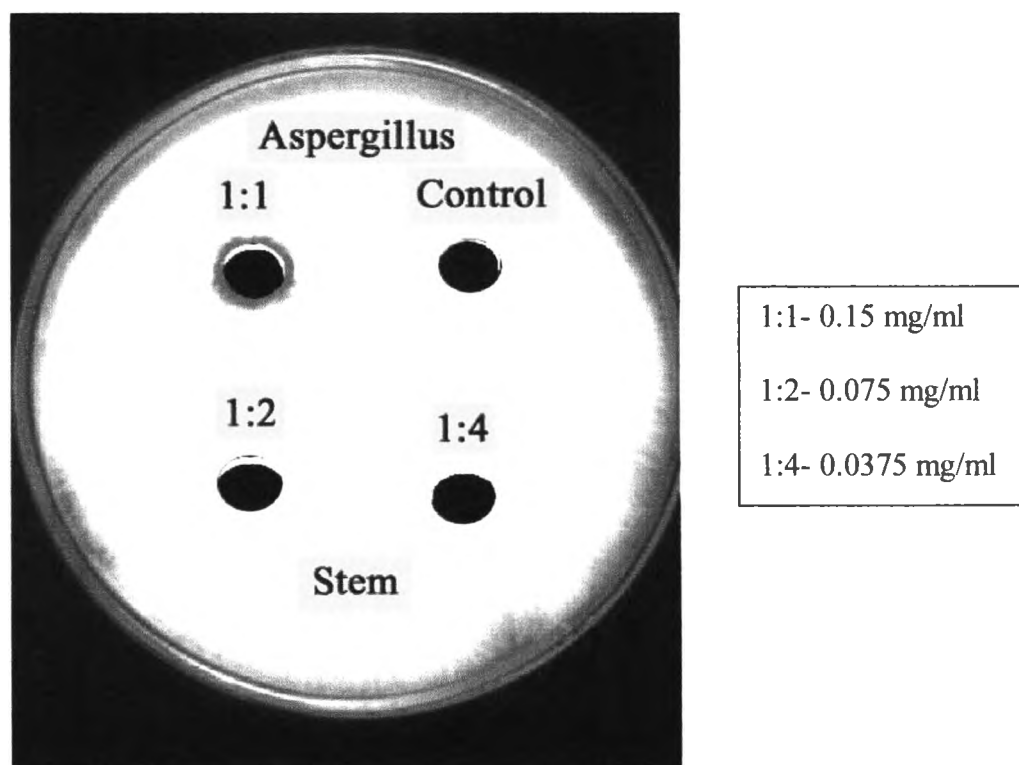 Aspergillus
1:1
Control
1:2
1:4
Stem
1:1- 0.15 mg/ml
1:2- 0.075 mg/ml
1:4- 0.0375 mg/ml